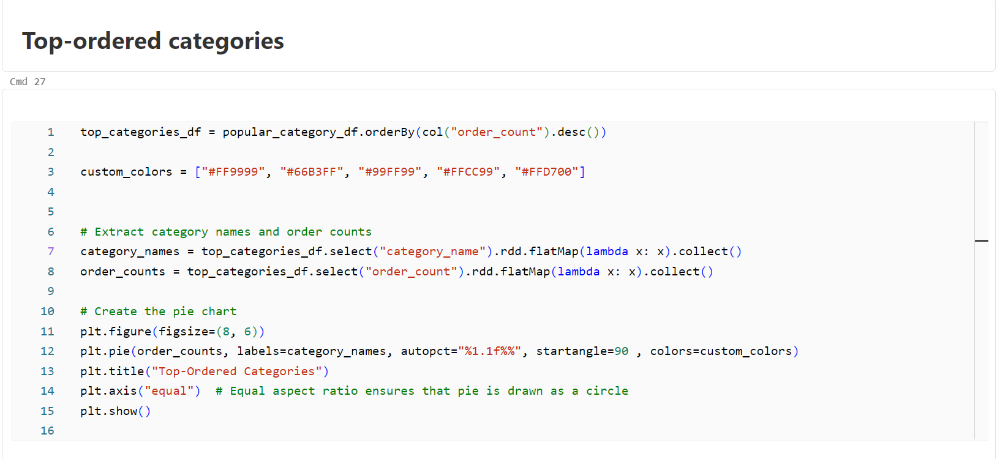 Top-ordered categories
Cmd 27
1 top_categories_df = popular_category_df.orderBy(col("order_count").desc())
2
3 custom_colors = ["#FF9999", "#66B3FF", "#99FF99", "#FFCC99", "#FFD700"]
4
5
6 # Extract category names and order counts
7 category_names = top_categories_df.select("category_name").rdd.flatMap(lambda x: x).collect()
8 order_counts = top_categories_df.select("order_count").rdd.flatMap(lambda x: x).collect()
9
10 # Create the pie chart
11 plt.figure(figsize=(8, 6))
12 plt.pie(order_counts, labels=category_names, autopct="%1.1f%%", startangle=90 , colors=custom_colors)
13 plt.title("Top-Ordered Categories")
14 plt.axis("equal")  # Equal aspect ratio ensures that pie is drawn as a circle
15 plt.show()
16